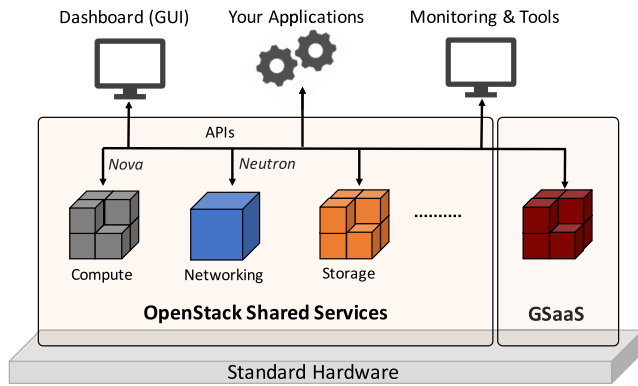 Dashboard (GUI)
Your Applications
Monitoring & Tools
APIs
Nova
Neutron
Compute
Networking
Storage
OpenStack Shared Services
GSaaS
Standard Hardware